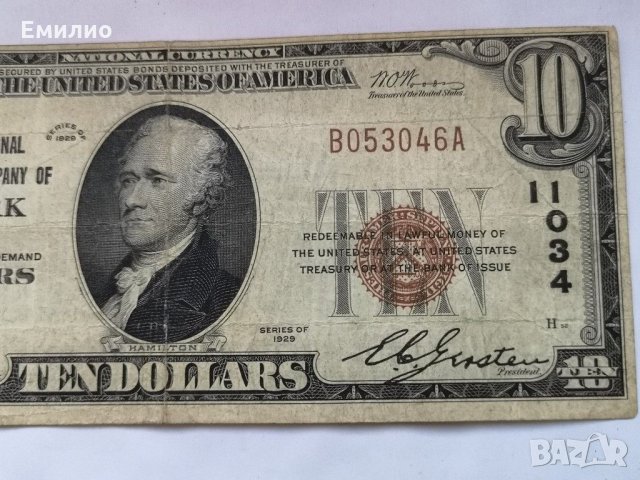 Емилио
NATIONAL CURRENCY
SECURED BY UNITED STATES BONDS DEPOSITED WITH THE TREASURER OF
THE UNITED STATES OF AMERICA
10
W.O. Woods
Treasurer of the United States.
SERIES OF
1929
B053046A
NAL
PANY OF
RK
11034
REDEEMABLE IN LAWFUL MONEY OF
THE UNITED STATES, AT UNITED STATES
TREASURY OR AT THE BANK OF ISSUE
TEN
DEMAND
RS
HAMILTON
SERIES OF
1929
H
President.
TEN DOLLARS
10
TEN
BAZAR